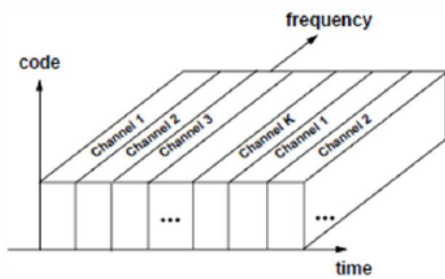 frequency
code
Channel 1
Channel 2
Channel 3
Channel K
Channel 1
Channel 2
...
...
time